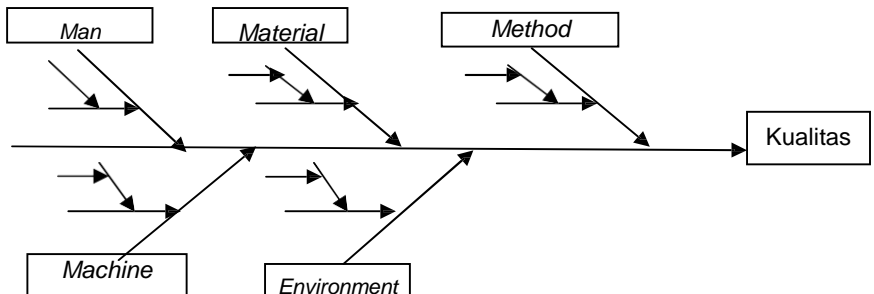 Man
Material
Method
Kualitas
Machine
Environment